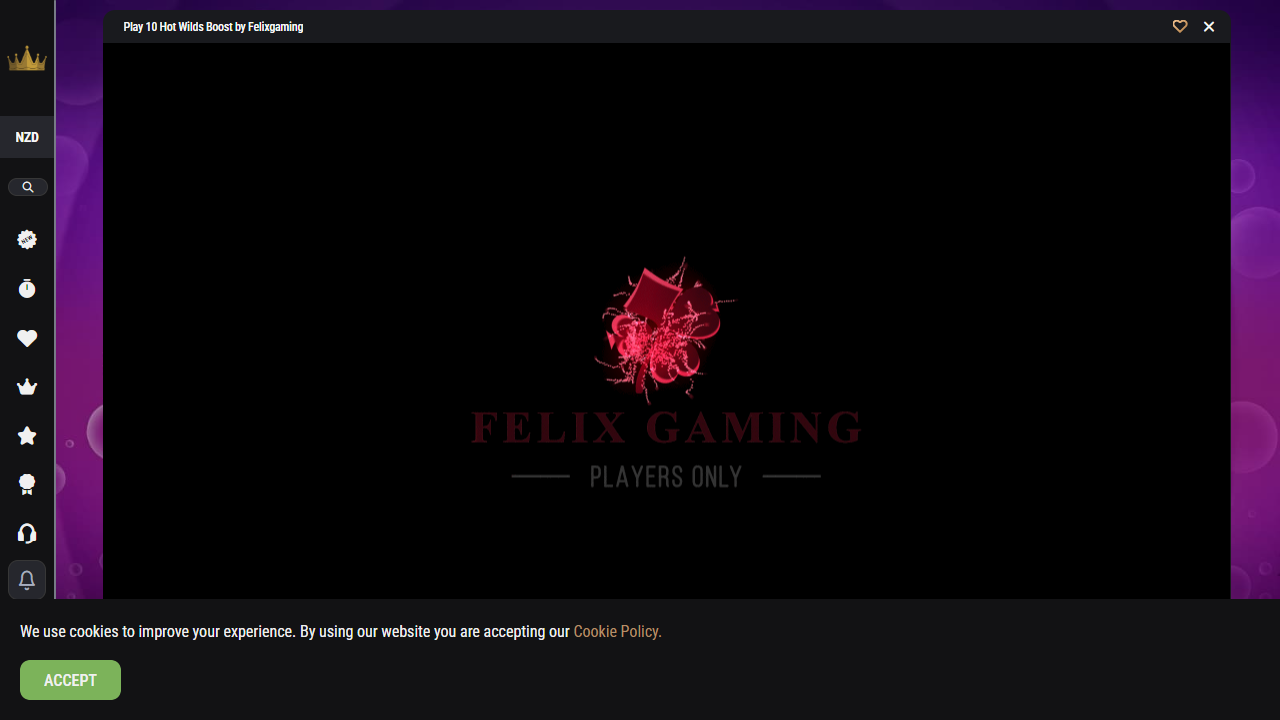 Play 10 Hot Wilds Boost by Felixgaming
NZD
NEW
FELIX GAMING
PLAYERS ONLY
We use cookies to improve your experience. By using our website you are accepting our Cookie Policy.
ACCEPT